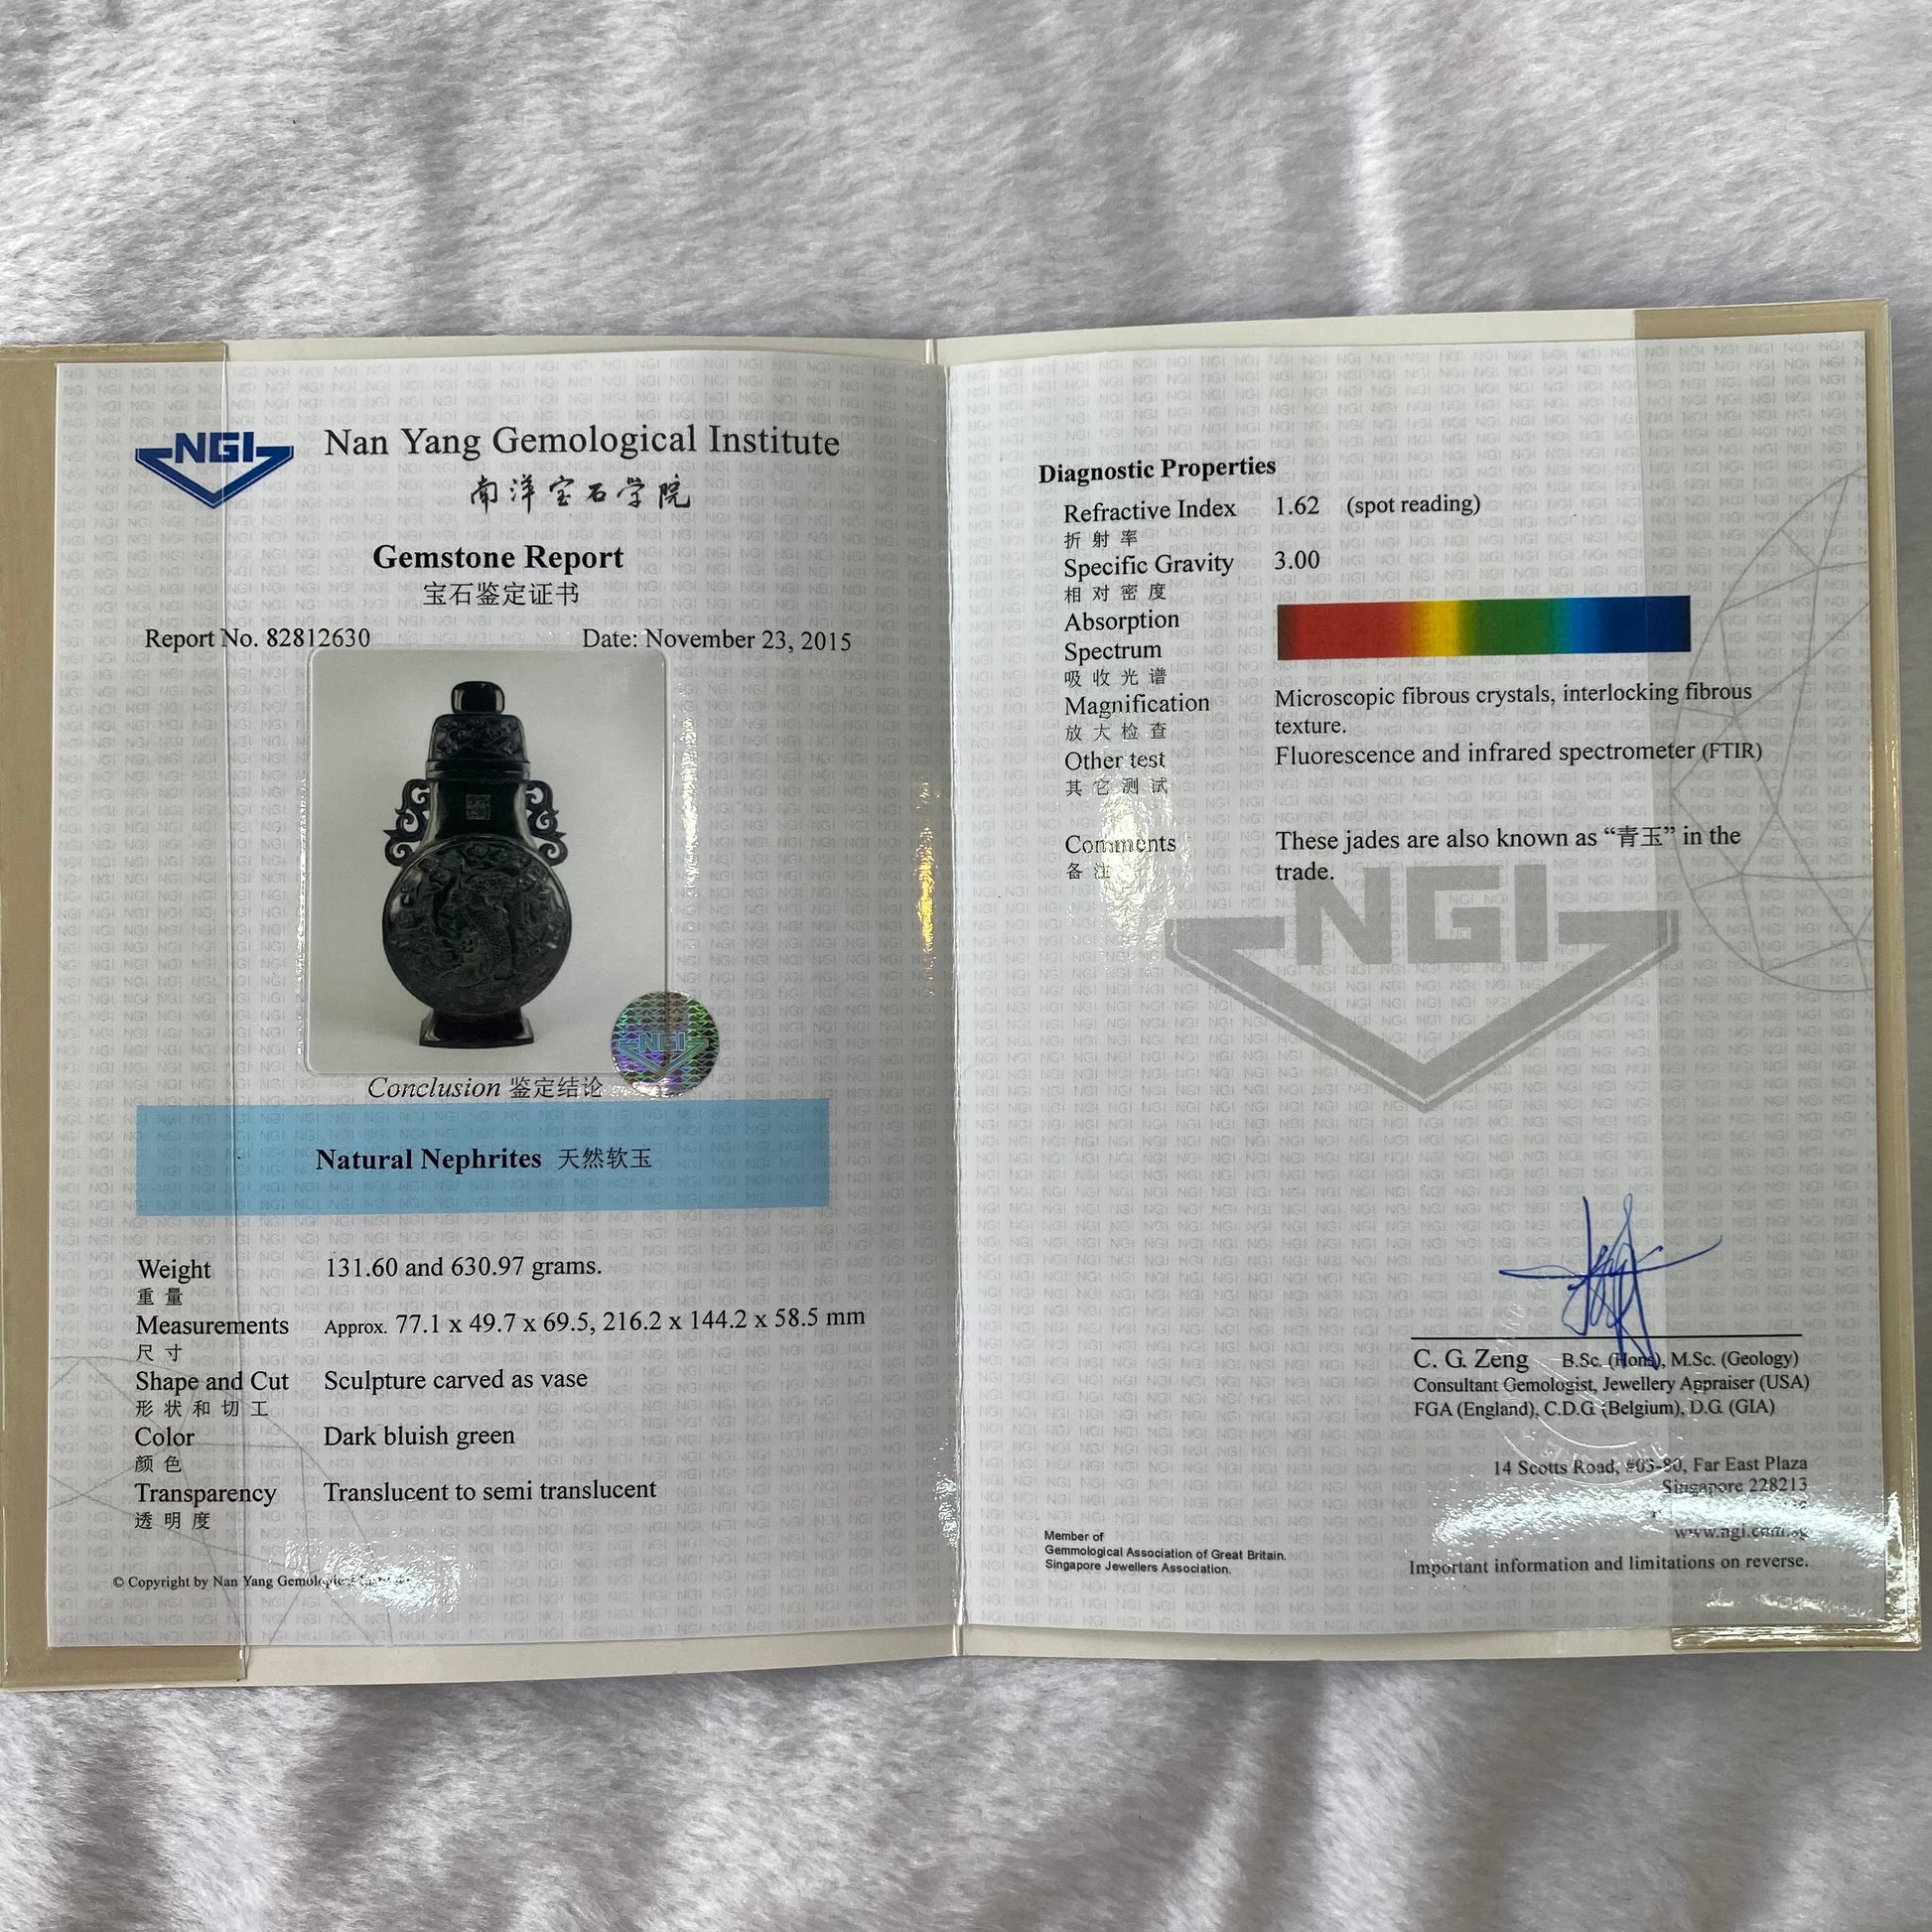 NGI
Nan Yang Gemological Institute
南洋宝石学院
Gemstone Report
宝石鉴定证书
Report No. 82812630 Date: November 23, 2015
NGI
Conclusion 鉴定结论
Natural Nephrites 天然软玉
Weight 131.60 and 630.97 grams.
重量
Measurements Approx. 77.1 x 49.7 x 69.5, 216.2 x 144.2 x 58.5 mm
尺寸
Shape and Cut Sculpture carved as vase
形状和切工
Color Dark bluish green
颜色
Transparency Translucent to semi translucent
透明度
© Copyright by Nan Yang
Diagnostic Properties
Refractive Index 1.62 (spot reading)
折射率
Specific Gravity 3.00
相对密度
Absorption
Spectrum
吸收光谱
Magnification Microscopic fibrous crystals, interlocking fibrous
放大检查 texture.
Other test Fluorescence and infrared spectrometer (FTIR)
其它测试
Comments These jades are also known as “青玉” in the
备注 trade.
NGI
C. G. Zeng B.Sc. (Hons), M.Sc. (Geology)
Consultant Gemologist, Jewellery Appraiser (USA)
FGA (England), C.D.G. (Belgium), D.G. (GIA)
14 Scotts Road, Far East Plaza
Singapore 228213
Member of
Gemmological Association of Great Britain.
Singapore Jewellers Association.
www.ngi.com.sg
Important information and limitations on reverse.